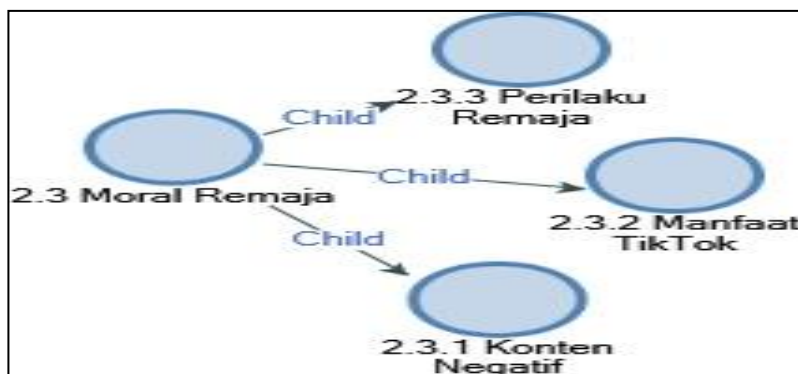 2.3.3 Perilaku
Remaja
Child
2.3 Moral Remaja
Child
2.3.2 Manfaat
TikTok
Child
2.3.1 Konten
Negatif